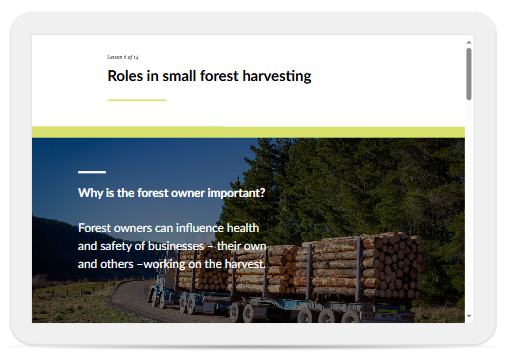 Lesson 6 of 14
Roles in small forest harvesting
Why is the forest owner important?
Forest owners can influence health
and safety of businesses – their own
and others –working on the harvest.